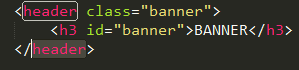 <header class="banner">
    <h3 id="banner">BANNER</h3>
</header>